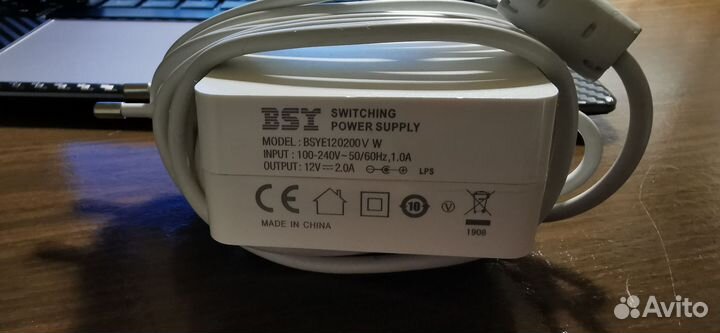 BSY SWITCHING
POWER SUPPLY
MODEL : BSYE120200V W
INPUT : 100-240V~50/60Hz,1.0A
OUTPUT: 12V⎓2.0A LPS
CE 10 V
MADE IN CHINA
1908
Avito